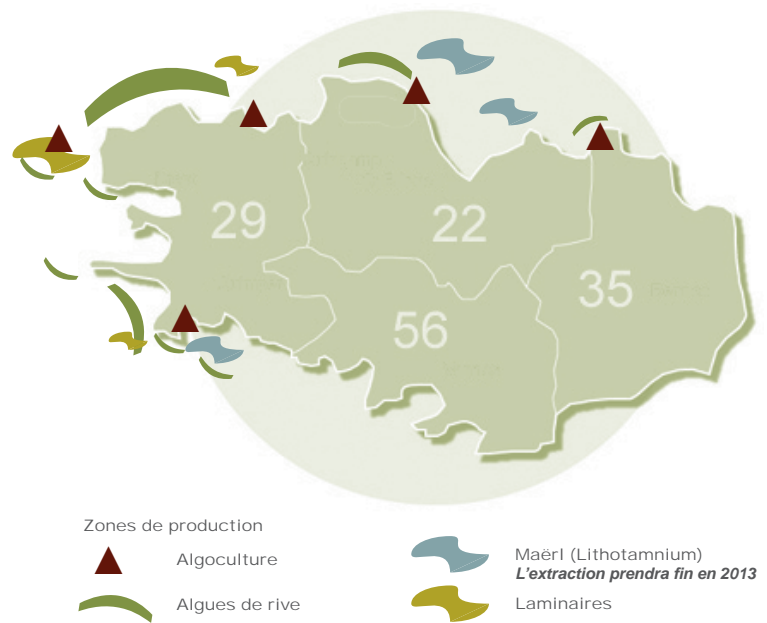 29
22
35
56
Zones de production
Algoculture
Maërl (Lithotamnium)
L'extraction prendra fin en 2013
Algues de rive
Laminaires